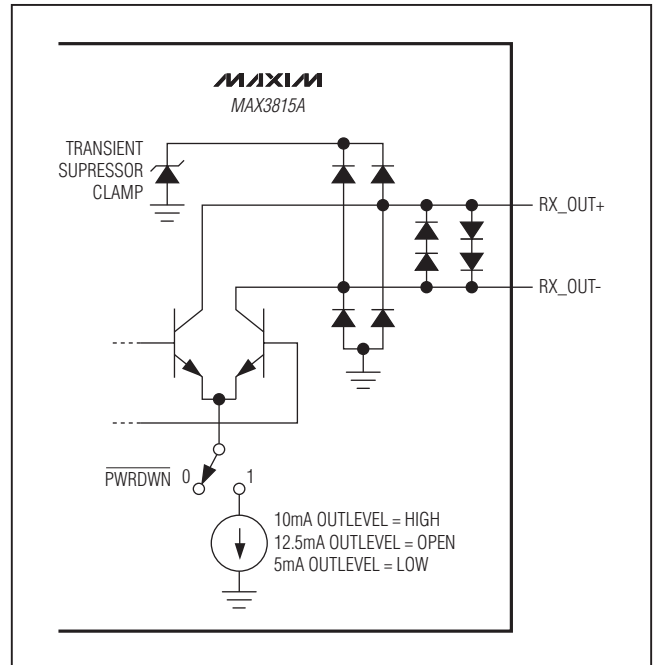 MAXIM
MAX3815A
TRANSIENT
SUPRESSOR
CLAMP
RX_OUT+
RX_OUT-
PWRDWN 0 1
10mA OUTLEVEL = HIGH
12.5mA OUTLEVEL = OPEN
5mA OUTLEVEL = LOW